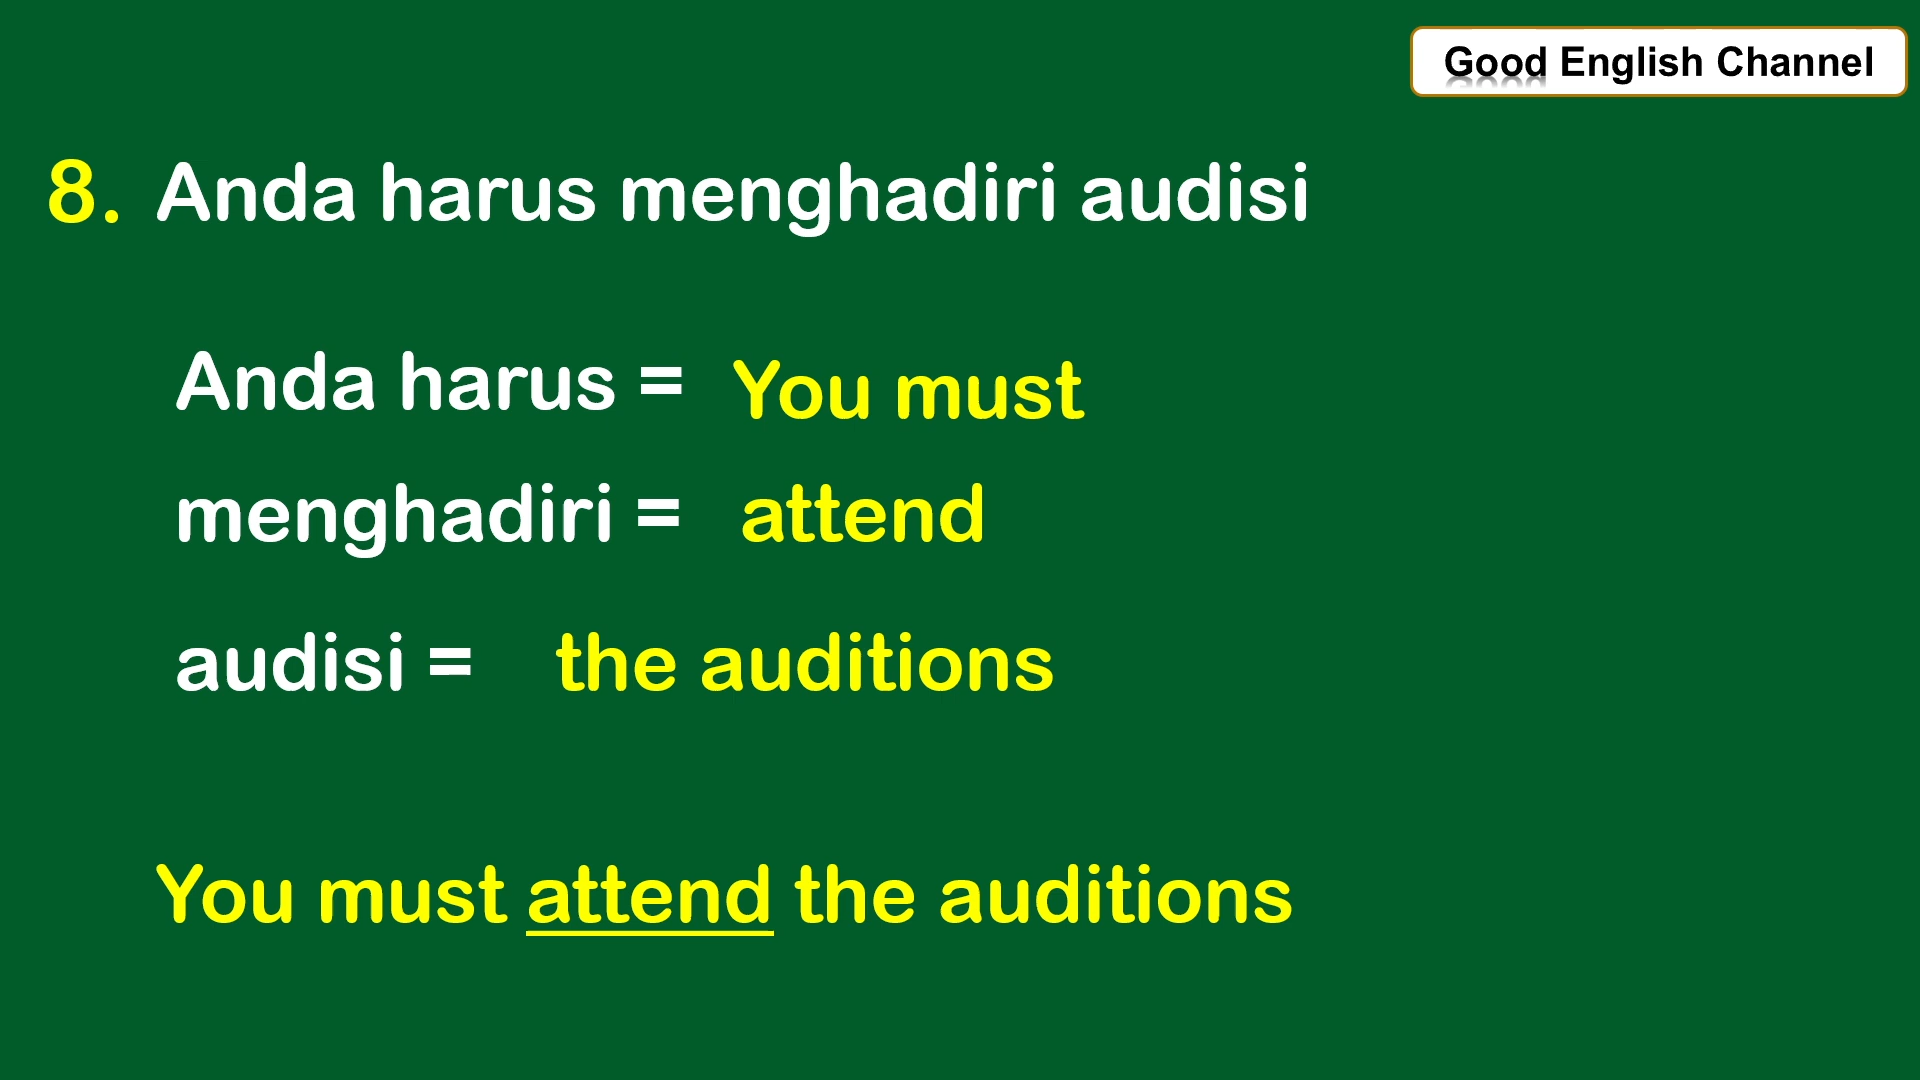 Good English Channel
8. Anda harus menghadiri audisi
Anda harus = You must
menghadiri = attend
audisi = the auditions
You must attend the auditions